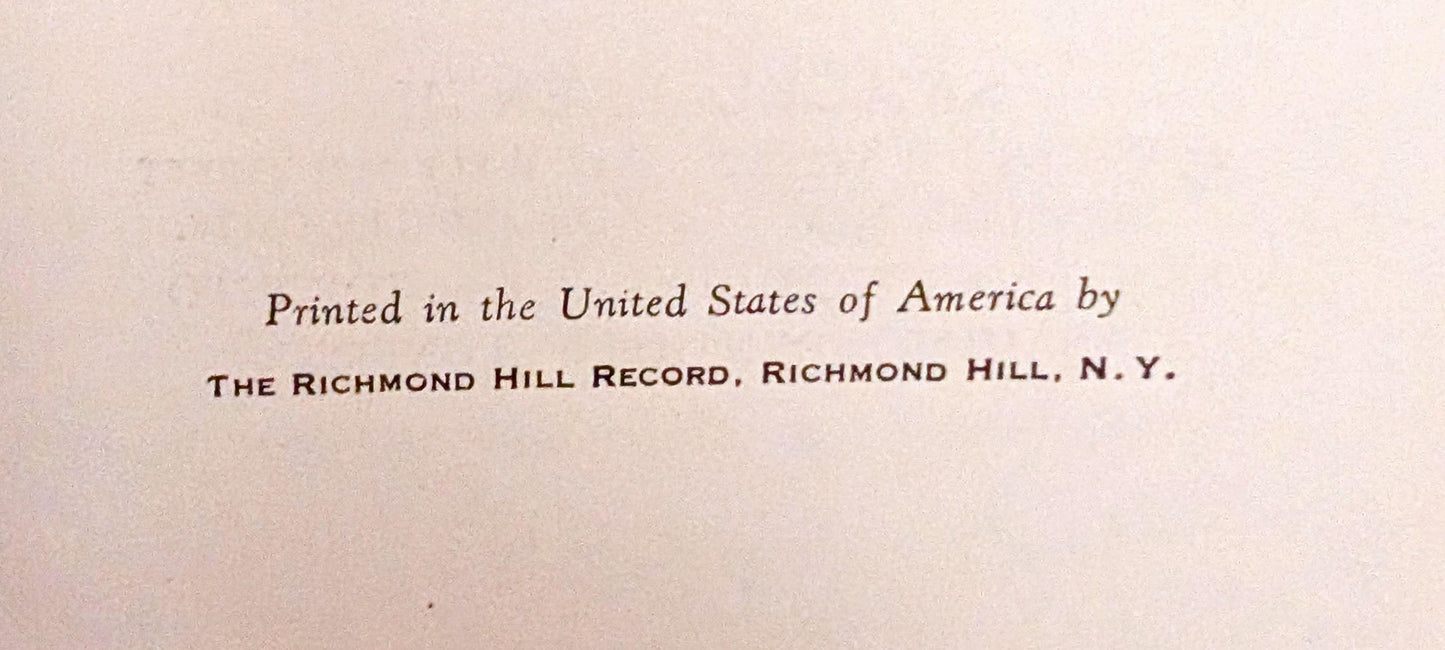 Printed in the United States of America by
THE RICHMOND HILL RECORD, RICHMOND HILL, N. Y.